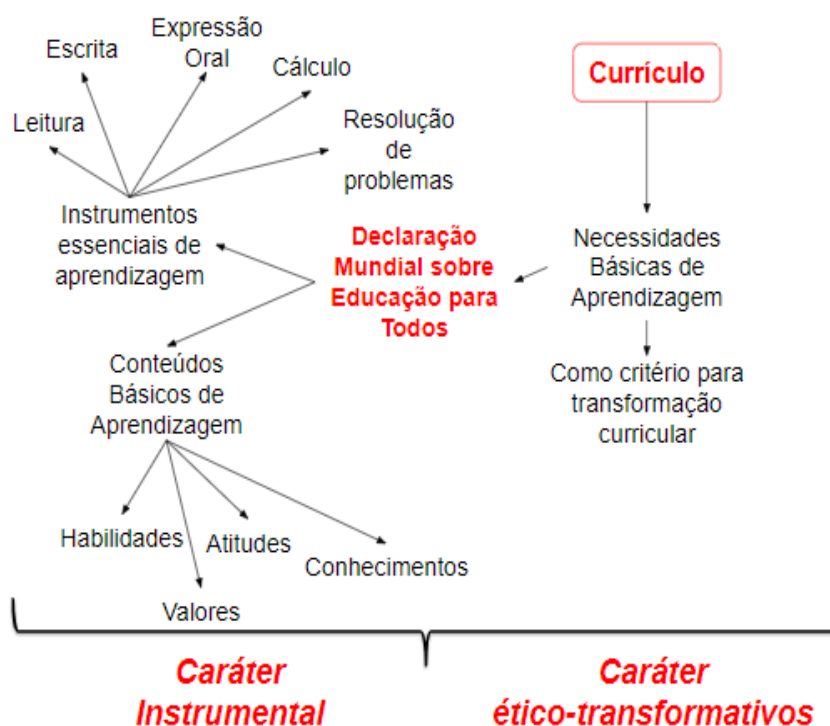 Escrita
Expressão
Oral
Cálculo
Leitura
Resolução
de
problemas
Currículo
Instrumentos
essenciais de
aprendizagem
Declaração
Mundial sobre
Educação para
Todos
Necessidades
Básicas de
Aprendizagem
Conteúdos
Básicos de
Aprendizagem
Como critério para
transformação
curricular
Habilidades
Atitudes
Conhecimentos
Valores
Caráter
Instrumental
Caráter
ético-transformativos